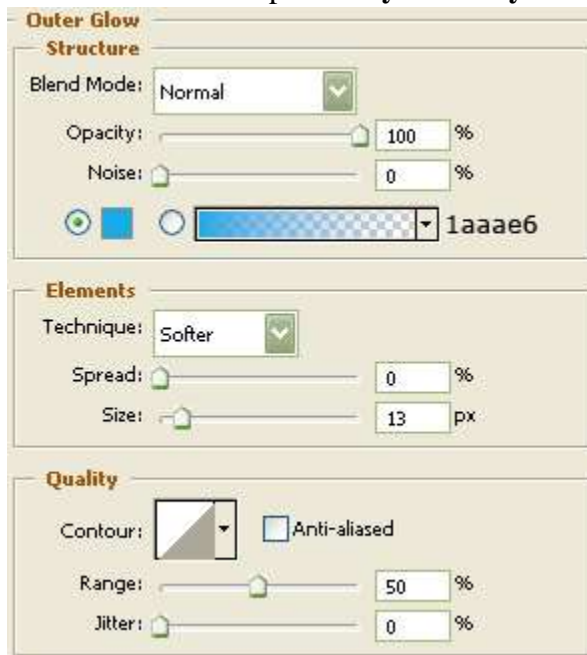 Outer Glow
Structure
Blend Mode: Normal
Opacity: 100 %
Noise: 0 %
1aaae6
Elements
Technique: Softer
Spread: 0 %
Size: 13 px
Quality
Contour: Anti-aliased
Range: 50 %
Jitter: 0 %